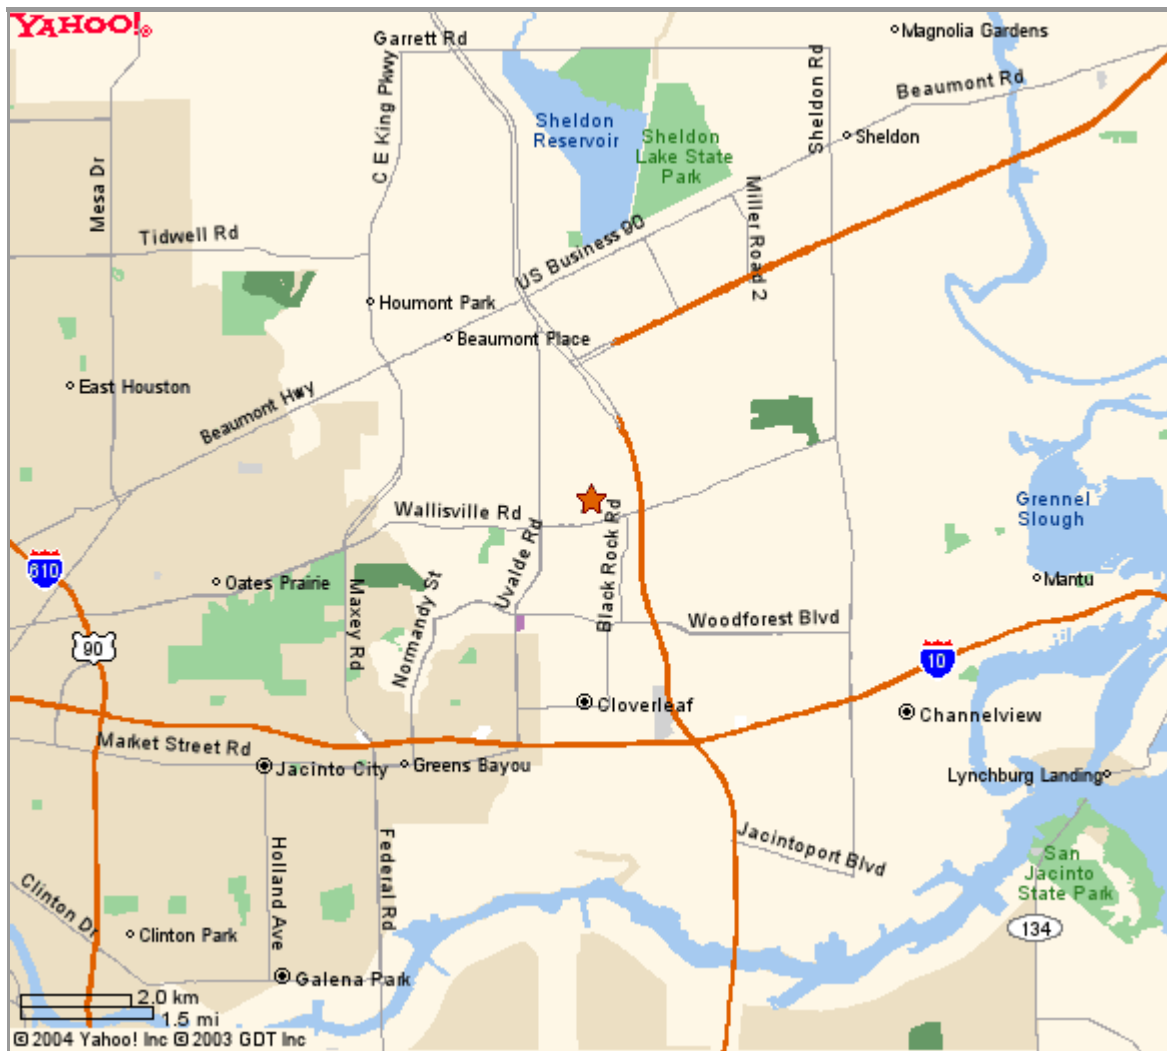 YAHOO!®
Garrett Rd
Magnolia Gardens
Beaumont Rd
C E King Pkwy
Sheldon Rd
Sheldon
Reservoir
Sheldon
Lake State
Park
Sheldon
Mesa Dr
Miller Road 2
Tidwell Rd
US Business 90
Houmont Park
Beaumont Place
East Houston
Beaumont Hwy
Wallisville Rd
Uvalde Rd
Black Rock Rd
Grennel
Slough
610
Oates Prairie
Maxey Rd
Normandy St
Mantu
Woodforest Blvd
90
10
Cloverleaf
Channelview
Market Street Rd
Jacinto City
Greens Bayou
Lynchburg Landing
Holland Ave
Federal Rd
Jacintoport Blvd
San
Jacinto
State Park
Clinton Dr
Clinton Park
134
Galena Park
2.0 km
1.5 mi
© 2004 Yahoo! Inc © 2003 GDT Inc